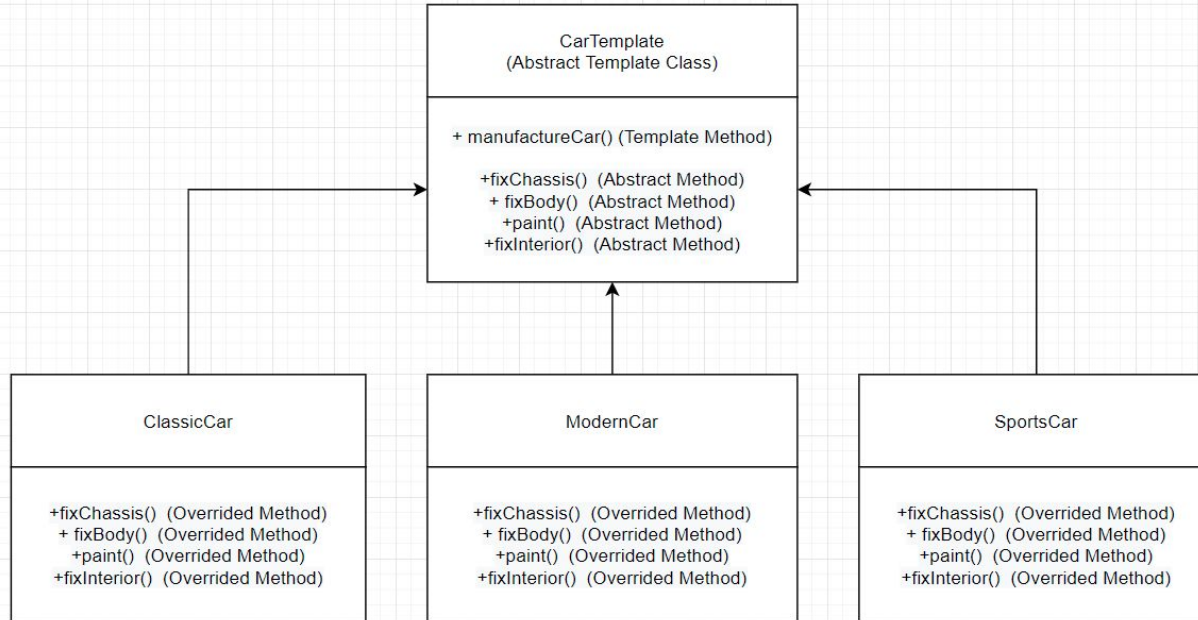 CarTemplate
(Abstract Template Class)
+ manufactureCar() (Template Method)
+fixChassis() (Abstract Method)
+ fixBody() (Abstract Method)
+paint() (Abstract Method)
+fixInterior() (Abstract Method)
ClassicCar
+fixChassis() (Overrided Method)
+ fixBody() (Overrided Method)
+paint() (Overrided Method)
+fixInterior() (Overrided Method)
ModernCar
+fixChassis() (Overrided Method)
+ fixBody() (Overrided Method)
+paint() (Overrided Method)
+fixInterior() (Overrided Method)
SportsCar
+fixChassis() (Overrided Method)
+ fixBody() (Overrided Method)
+paint() (Overrided Method)
+fixInterior() (Overrided Method)